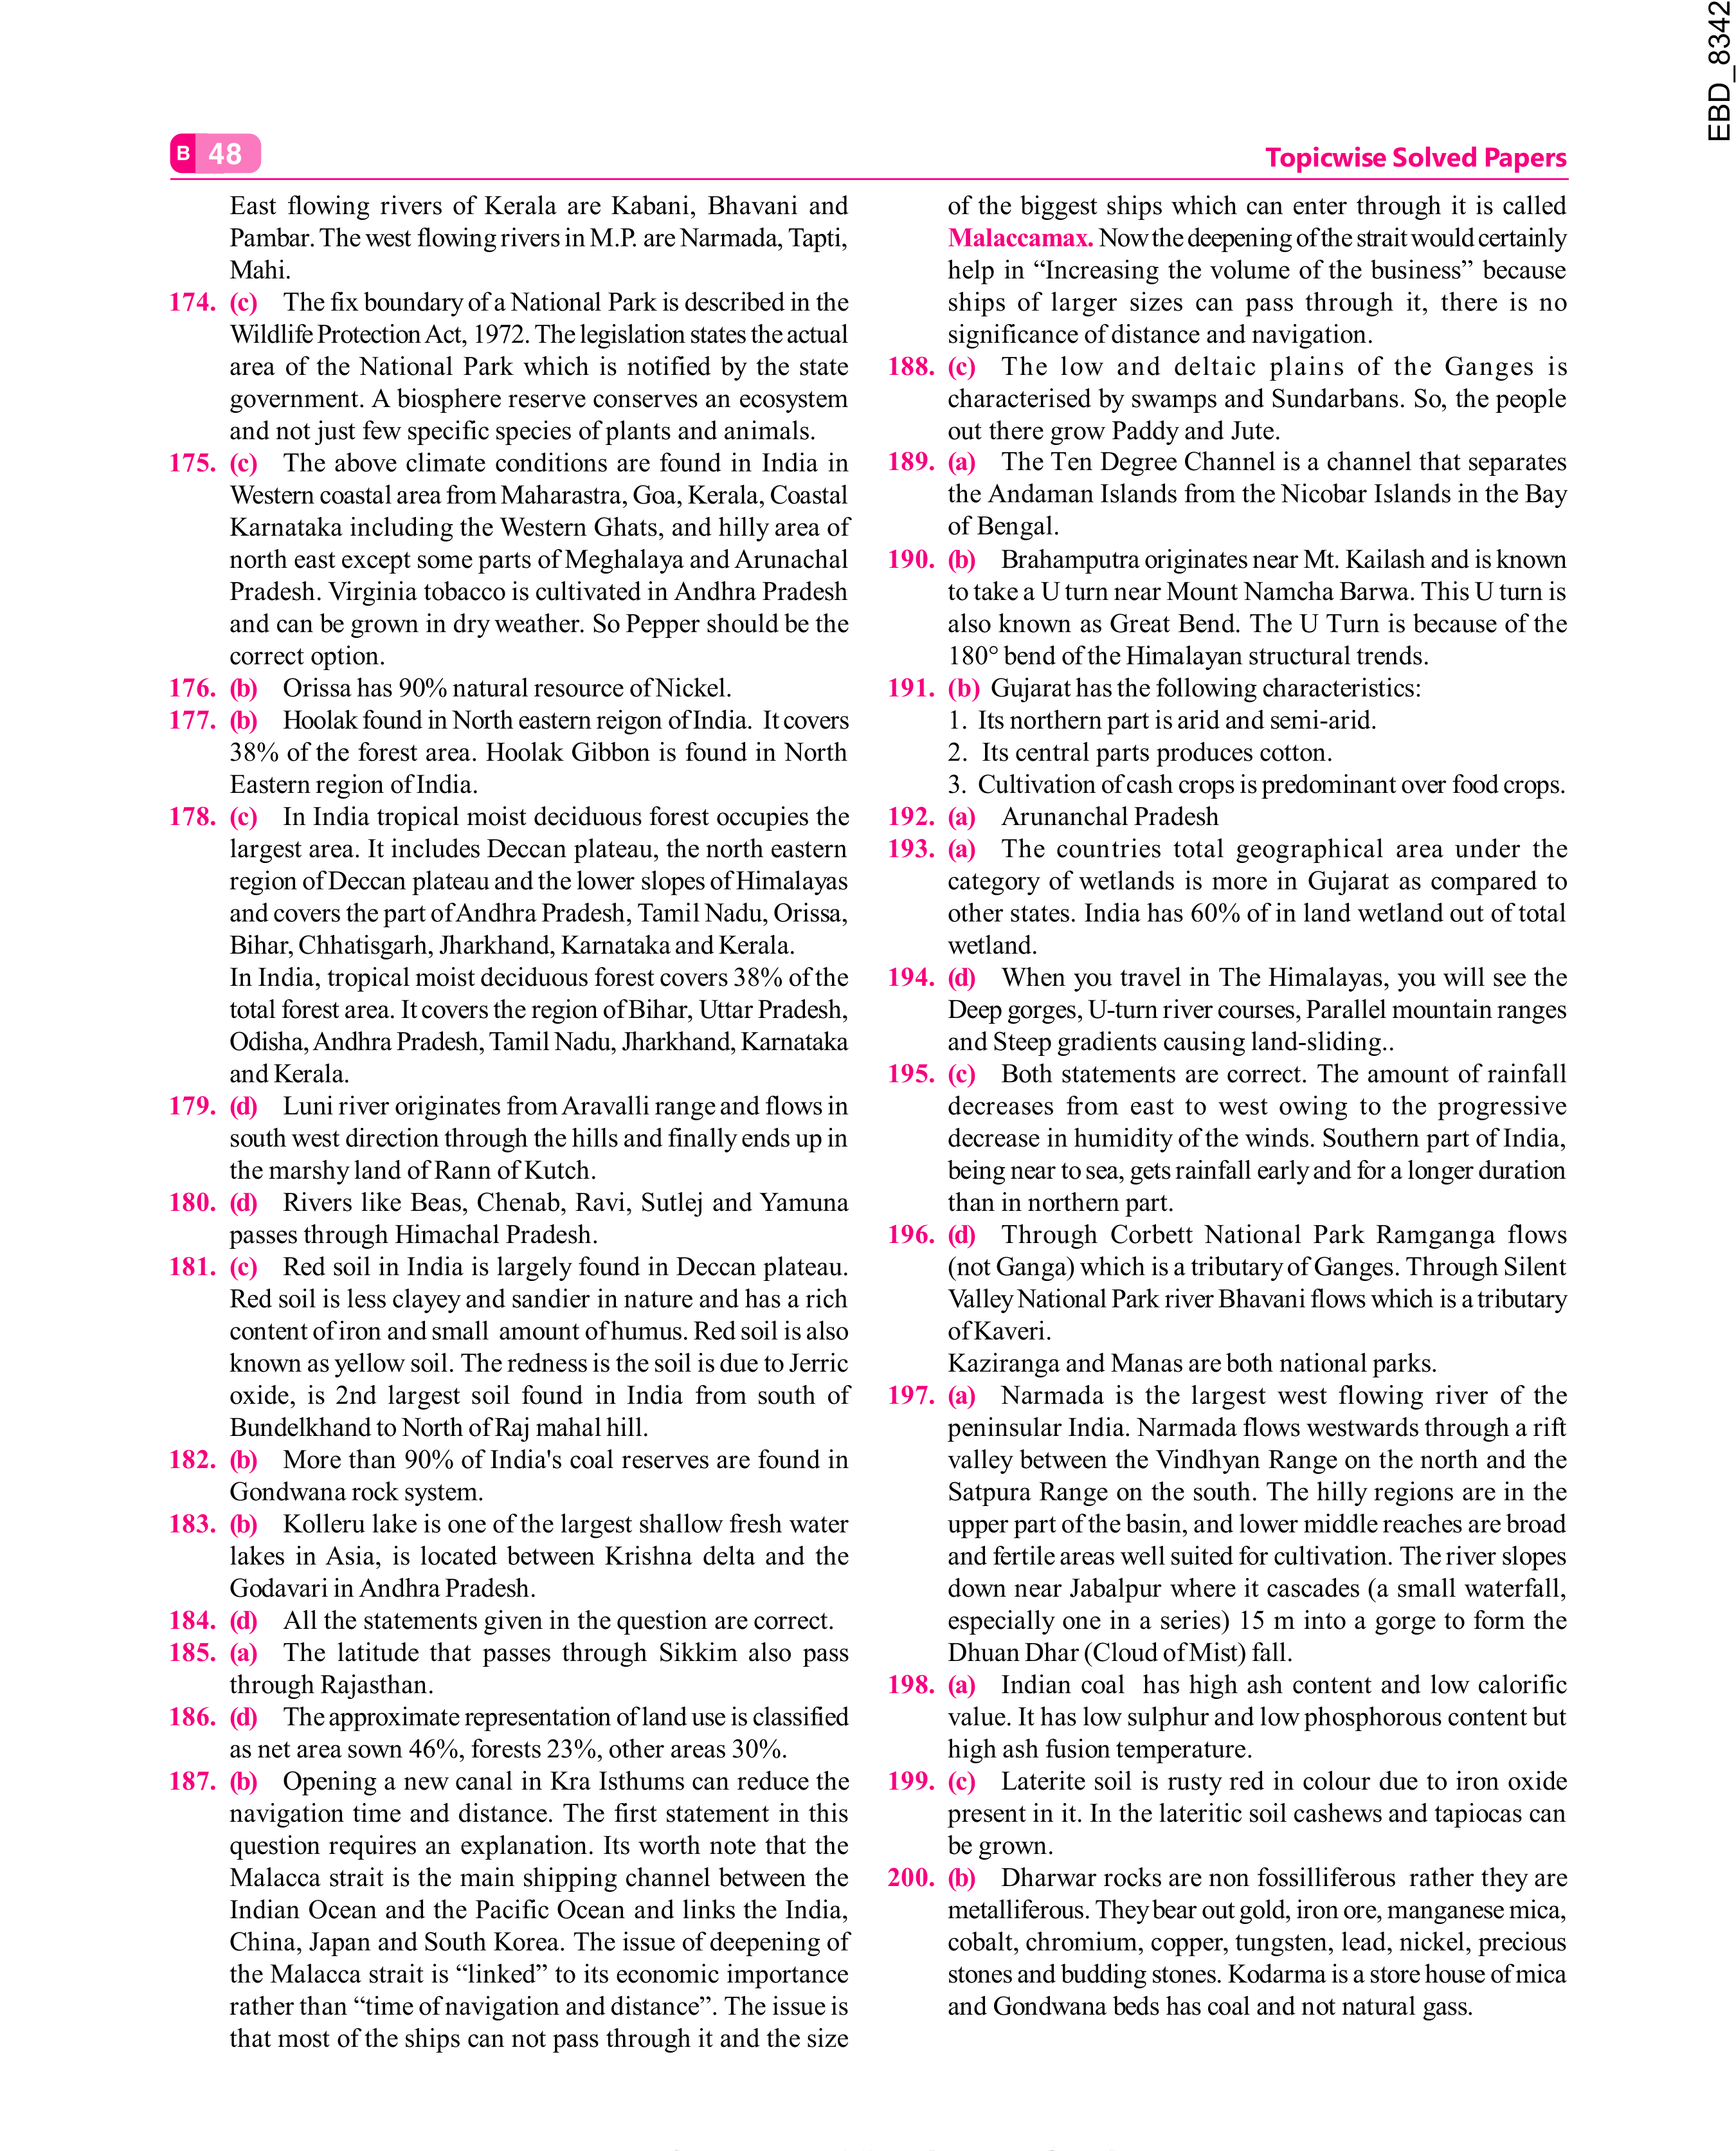 EBD_8342
B 48
Topicwise Solved Papers
East flowing rivers of Kerala are Kabani, Bhavani and
Pambar. The west flowing rivers in M.P. are Narmada, Tapti,
Mahi.
174. (c) The fix boundary of a National Park is described in the
Wildlife Protection Act, 1972. The legislation states the actual
area of the National Park which is notified by the state
government. A biosphere reserve conserves an ecosystem
and not just few specific species of plants and animals.
175. (c) The above climate conditions are found in India in
Western coastal area from Maharastra, Goa, Kerala, Coastal
Karnataka including the Western Ghats, and hilly area of
north east except some parts of Meghalaya and Arunachal
Pradesh. Virginia tobacco is cultivated in Andhra Pradesh
and can be grown in dry weather. So Pepper should be the
correct option.
176. (b) Orissa has 90% natural resource of Nickel.
177. (b) Hoolak found in North eastern reigon of India. It covers
38% of the forest area. Hoolak Gibbon is found in North
Eastern region of India.
178. (c) In India tropical moist deciduous forest occupies the
largest area. It includes Deccan plateau, the north eastern
region of Deccan plateau and the lower slopes of Himalayas
and covers the part of Andhra Pradesh, Tamil Nadu, Orissa,
Bihar, Chhatisgarh, Jharkhand, Karnataka and Kerala.
In India, tropical moist deciduous forest covers 38% of the
total forest area. It covers the region of Bihar, Uttar Pradesh,
Odisha, Andhra Pradesh, Tamil Nadu, Jharkhand, Karnataka
and Kerala.
179. (d) Luni river originates from Aravalli range and flows in
south west direction through the hills and finally ends up in
the marshy land of Rann of Kutch.
180. (d) Rivers like Beas, Chenab, Ravi, Sutlej and Yamuna
passes through Himachal Pradesh.
181. (c) Red soil in India is largely found in Deccan plateau.
Red soil is less clayey and sandier in nature and has a rich
content of iron and small amount of humus. Red soil is also
known as yellow soil. The redness is the soil is due to Jerric
oxide, is 2nd largest soil found in India from south of
Bundelkhand to North of Raj mahal hill.
182. (b) More than 90% of India's coal reserves are found in
Gondwana rock system.
183. (b) Kolleru lake is one of the largest shallow fresh water
lakes in Asia, is located between Krishna delta and the
Godavari in Andhra Pradesh.
184. (d) All the statements given in the question are correct.
185. (a) The latitude that passes through Sikkim also pass
through Rajasthan.
186. (d) The approximate representation of land use is classified
as net area sown 46%, forests 23%, other areas 30%.
187. (b) Opening a new canal in Kra Isthums can reduce the
navigation time and distance. The first statement in this
question requires an explanation. Its worth note that the
Malacca strait is the main shipping channel between the
Indian Ocean and the Pacific Ocean and links the India,
China, Japan and South Korea. The issue of deepening of
the Malacca strait is “linked” to its economic importance
rather than “time of navigation and distance”. The issue is
that most of the ships can not pass through it and the size
of the biggest ships which can enter through it is called
Malaccamax. Now the deepening of the strait would certainly
help in “Increasing the volume of the business” because
ships of larger sizes can pass through it, there is no
significance of distance and navigation.
188. (c) The low and deltaic plains of the Ganges is
characterised by swamps and Sundarbans. So, the people
out there grow Paddy and Jute.
189. (a) The Ten Degree Channel is a channel that separates
the Andaman Islands from the Nicobar Islands in the Bay
of Bengal.
190. (b) Brahamputra originates near Mt. Kailash and is known
to take a U turn near Mount Namcha Barwa. This U turn is
also known as Great Bend. The U Turn is because of the
180° bend of the Himalayan structural trends.
191. (b) Gujarat has the following characteristics:
1. Its northern part is arid and semi-arid.
2. Its central parts produces cotton.
3. Cultivation of cash crops is predominant over food crops.
192. (a) Arunanchal Pradesh
193. (a) The countries total geographical area under the
category of wetlands is more in Gujarat as compared to
other states. India has 60% of in land wetland out of total
wetland.
194. (d) When you travel in The Himalayas, you will see the
Deep gorges, U-turn river courses, Parallel mountain ranges
and Steep gradients causing land-sliding..
195. (c) Both statements are correct. The amount of rainfall
decreases from east to west owing to the progressive
decrease in humidity of the winds. Southern part of India,
being near to sea, gets rainfall early and for a longer duration
than in northern part.
196. (d) Through Corbett National Park Ramganga flows
(not Ganga) which is a tributary of Ganges. Through Silent
Valley National Park river Bhavani flows which is a tributary
of Kaveri.
Kaziranga and Manas are both national parks.
197. (a) Narmada is the largest west flowing river of the
peninsular India. Narmada flows westwards through a rift
valley between the Vindhyan Range on the north and the
Satpura Range on the south. The hilly regions are in the
upper part of the basin, and lower middle reaches are broad
and fertile areas well suited for cultivation. The river slopes
down near Jabalpur where it cascades (a small waterfall,
especially one in a series) 15 m into a gorge to form the
Dhuan Dhar (Cloud of Mist) fall.
198. (a) Indian coal has high ash content and low calorific
value. It has low sulphur and low phosphorous content but
high ash fusion temperature.
199. (c) Laterite soil is rusty red in colour due to iron oxide
present in it. In the lateritic soil cashews and tapiocas can
be grown.
200. (b) Dharwar rocks are non fossilliferous rather they are
metalliferous. They bear out gold, iron ore, manganese mica,
cobalt, chromium, copper, tungsten, lead, nickel, precious
stones and budding stones. Kodarma is a store house of mica
and Gondwana beds has coal and not natural gass.